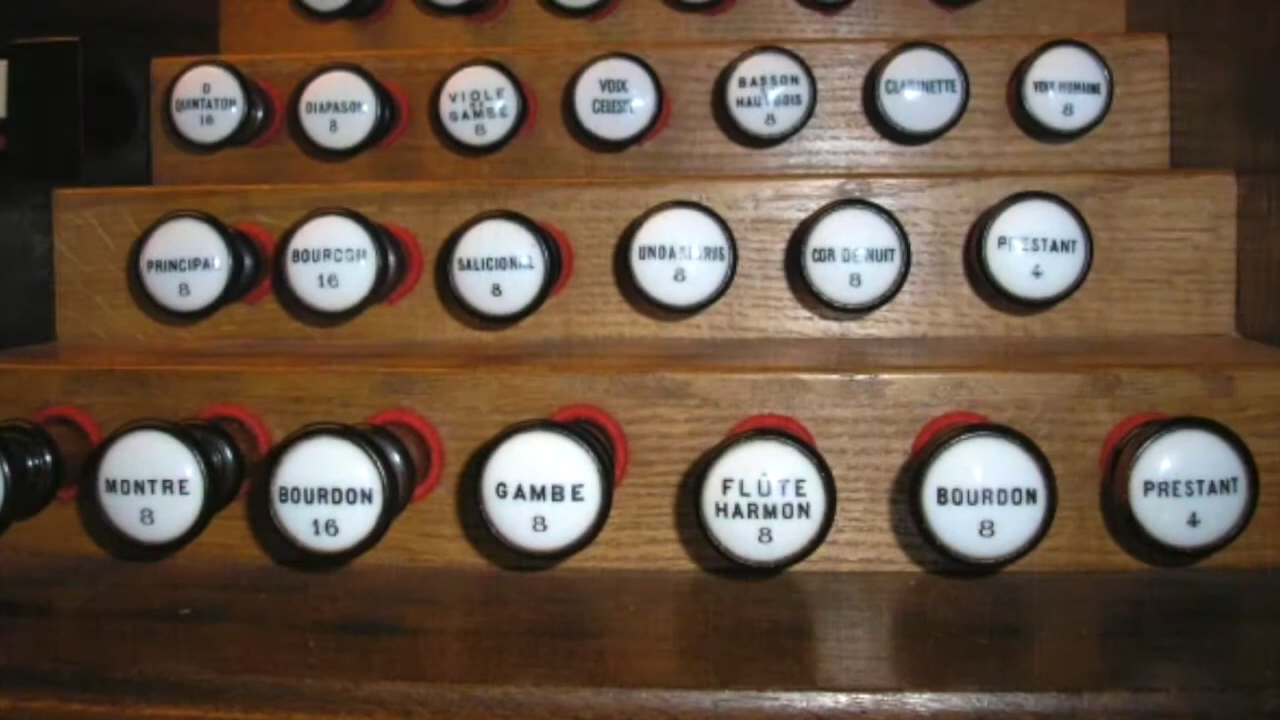 D
QUINTATON
16
DIAPASON
8
VIOLE
DE
GAMBE
8
VOIX
CELESTE
BASSON
HAUTBOIS
8
CLARINETTE
VOIX HUMAINE
8
PRINCIPAL
8
BOURDON
16
SALICIONAL
8
UNDA MARIS
8
COR DE NUIT
8
PRESTANT
4
MONTRE
8
BOURDON
16
GAMBE
8
FLÛTE
HARMON
8
BOURDON
8
PRESTANT
4